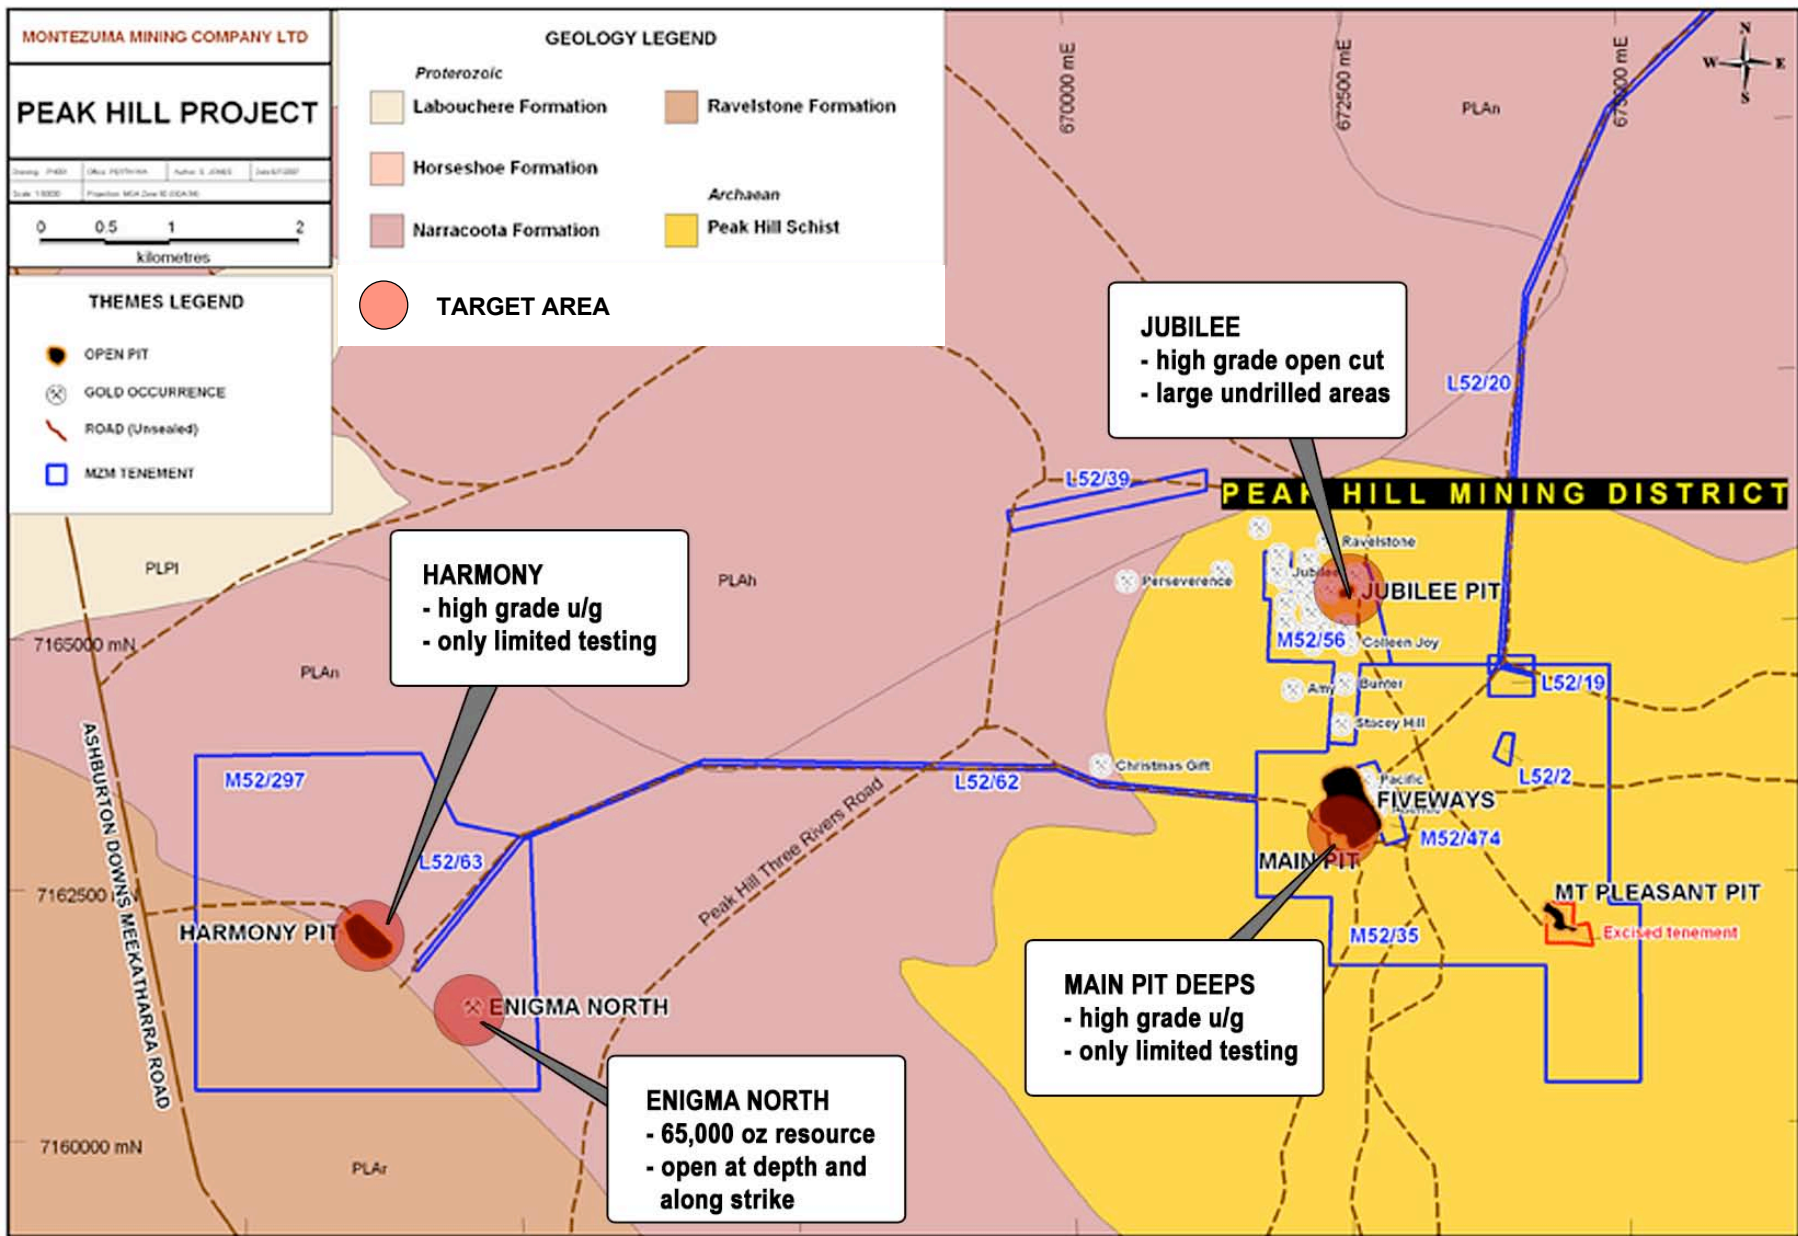 MONTEZUMA MINING COMPANY LTD
PEAK HILL PROJECT
0 0.5 1 2
kilometres
THEMES LEGEND
OPEN PIT
GOLD OCCURRENCE
ROAD (Unsealed)
MZM TENEMENT
GEOLOGY LEGEND
Proterozoic
Labouchere Formation
Ravelstone Formation
Horseshoe Formation
Archaean
Narracoota Formation
Peak Hill Schist
TARGET AREA
670000 mE
672500 mE
675000 mE
N
W E
S
PLAn
JUBILEE
- high grade open cut
- large undrilled areas
L52/20
L52/39
PEAK HILL MINING DISTRICT
Ravelstone
Perseverence
Jubilee
JUBILEE PIT
M52/56
Colleen Joy
Amy
Bunter
L52/19
Stacey Hill
PLPl
PLAh
HARMONY
- high grade u/g
- only limited testing
7165000 mN
PLAn
Christmas Gift
Pacific
FIVEWAYS
L52/2
M52/297
L52/62
M52/474
MAIN PIT
L52/63
ASHBURTON DOWNS MEEKATHARRA ROAD
Peak Hill Three Rivers Road
7162500 mN
MT PLEASANT PIT
Excised tenement
HARMONY PIT
M52/35
ENIGMA NORTH
MAIN PIT DEEPS
- high grade u/g
- only limited testing
ENIGMA NORTH
- 65,000 oz resource
- open at depth and
along strike
7160000 mN
PLAr